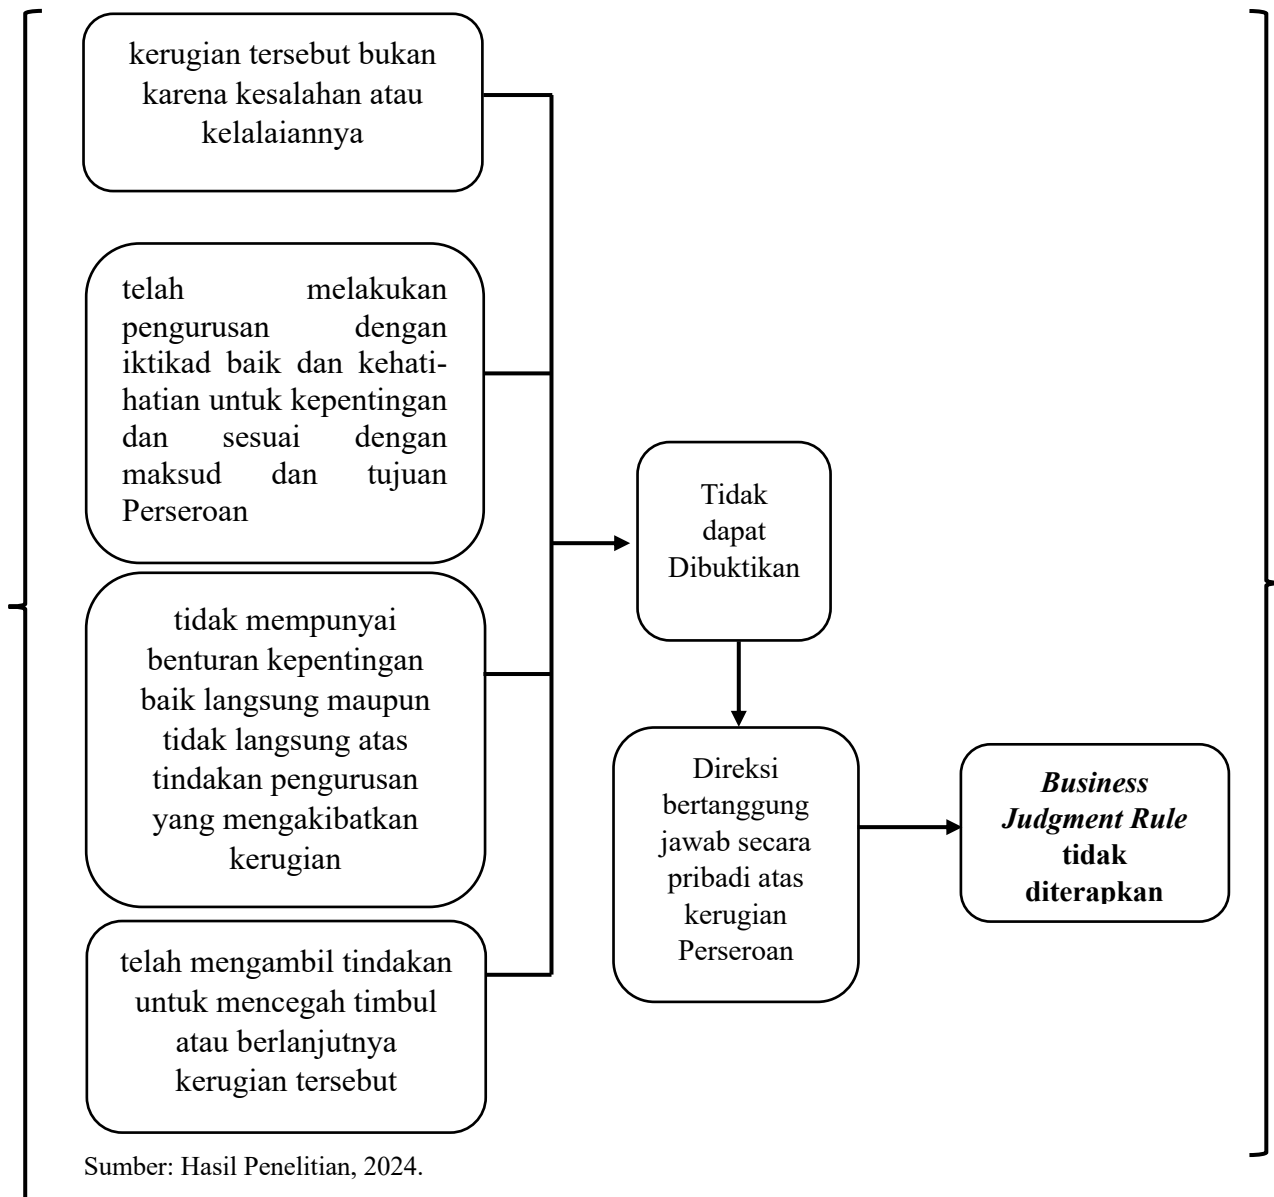 kerugian tersebut bukan
karena kesalahan atau
kelalaiannya
telah melakukan
pengurusan dengan
iktikad baik dan kehati-
hatian untuk kepentingan
dan sesuai dengan
maksud dan tujuan
Perseroan
tidak mempunyai
benturan kepentingan
baik langsung maupun
tidak langsung atas
tindakan pengurusan
yang mengakibatkan
kerugian
telah mengambil tindakan
untuk mencegah timbul
atau berlanjutnya
kerugian tersebut
Tidak
dapat
Dibuktikan
Direksi
bertanggung
jawab secara
pribadi atas
kerugian
Perseroan
Business
Judgment Rule
tidak
diterapkan
Sumber: Hasil Penelitian, 2024.